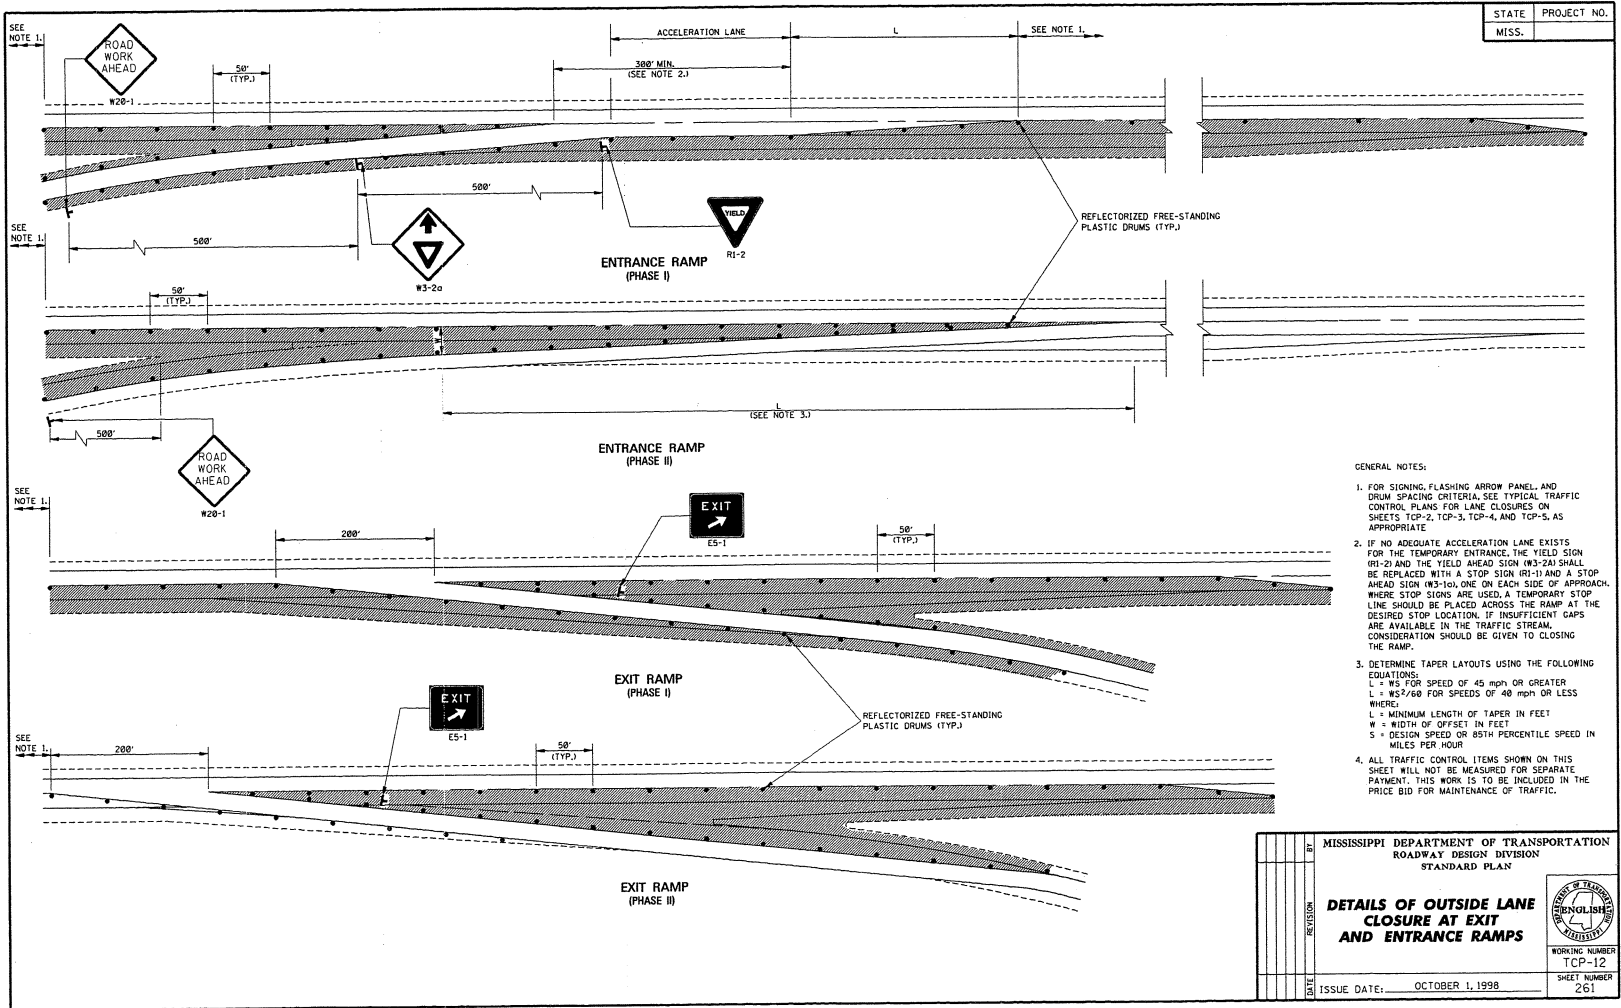 STATE
PROJECT NO.
MISS.
SEE
NOTE 1.
ROAD
WORK
AHEAD
W20-1
50'
(TYP.)
ACCELERATION LANE
L
SEE NOTE 1.
300' MIN.
(SEE NOTE 2.)
500'
500'
SEE
NOTE 1.
W3-2a
YIELD
R1-2
ENTRANCE RAMP
(PHASE I)
REFLECTORIZED FREE-STANDING
PLASTIC DRUMS (TYP.)
50'
(TYP.)
W
L
(SEE NOTE 3.)
500'
ROAD
WORK
AHEAD
W20-1
ENTRANCE RAMP
(PHASE II)
SEE
NOTE 1.
200'
EXIT
E5-1
50'
(TYP.)
EXIT RAMP
(PHASE I)
REFLECTORIZED FREE-STANDING
PLASTIC DRUMS (TYP.)
EXIT
E5-1
SEE
NOTE 1.
200'
50'
(TYP.)
EXIT RAMP
(PHASE II)
GENERAL NOTES:
1. FOR SIGNING, FLASHING ARROW PANEL, AND
DRUM SPACING CRITERIA, SEE TYPICAL TRAFFIC
CONTROL PLANS FOR LANE CLOSURES ON
SHEETS TCP-2, TCP-3, TCP-4, AND TCP-5, AS
APPROPRIATE
2. IF NO ADEQUATE ACCELERATION LANE EXISTS
FOR THE TEMPORARY ENTRANCE, THE YIELD SIGN
(R1-2) AND THE YIELD AHEAD SIGN (W3-2A) SHALL
BE REPLACED WITH A STOP SIGN (R1-1) AND A STOP
AHEAD SIGN (W3-1a), ONE ON EACH SIDE OF APPROACH.
WHERE STOP SIGNS ARE USED, A TEMPORARY STOP
LINE SHOULD BE PLACED ACROSS THE RAMP AT THE
DESIRED STOP LOCATION. IF INSUFFICIENT GAPS
ARE AVAILABLE IN THE TRAFFIC STREAM,
CONSIDERATION SHOULD BE GIVEN TO CLOSING
THE RAMP.
3. DETERMINE TAPER LAYOUTS USING THE FOLLOWING
EQUATIONS:
L = WS FOR SPEED OF 45 mph OR GREATER
L = WS²/60 FOR SPEEDS OF 40 mph OR LESS
WHERE:
L = MINIMUM LENGTH OF TAPER IN FEET
W = WIDTH OF OFFSET IN FEET
S = DESIGN SPEED OR 85TH PERCENTILE SPEED IN
MILES PER HOUR
4. ALL TRAFFIC CONTROL ITEMS SHOWN ON THIS
SHEET WILL NOT BE MEASURED FOR SEPARATE
PAYMENT. THIS WORK IS TO BE INCLUDED IN THE
PRICE BID FOR MAINTENANCE OF TRAFFIC.
BY
REVISION
DATE
MISSISSIPPI DEPARTMENT OF TRANSPORTATION
ROADWAY DESIGN DIVISION
STANDARD PLAN
DETAILS OF OUTSIDE LANE
CLOSURE AT EXIT
AND ENTRANCE RAMPS
DEPARTMENT OF TRANSPORTATION
ENGLISH
MISSISSIPPI
WORKING NUMBER
TCP-12
ISSUE DATE: OCTOBER 1, 1998
SHEET NUMBER
261